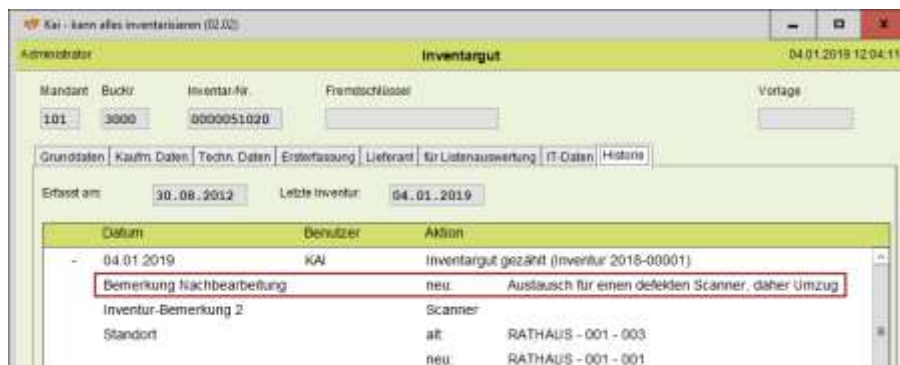 Kai - kann alles inventarisieren (02.02)
Administrator Inventargut 04.01.2019 12:04:11
Mandant BucKr Inventar-Nr. Fremdschlüssel Vorlage
101 3000 0000051020
Grunddaten Kaufm. Daten Techn. Daten Ersterfassung Lieferant für Listenauswertung IT-Daten Historie
Erfasst am: 30.08.2012 Letzte Inventur: 04.01.2019
Datum Benutzer Aktion
- 04.01.2019 KAI Inventargut gezählt (Inventur 2018-00001)
Bemerkung Nachbearbeitung neu: Austausch für einen defekten Scanner, daher Umzug
Inventur-Bemerkung 2 Scanner
Standort alt: RATHAUS - 001 - 003
neu: RATHAUS - 001 - 001